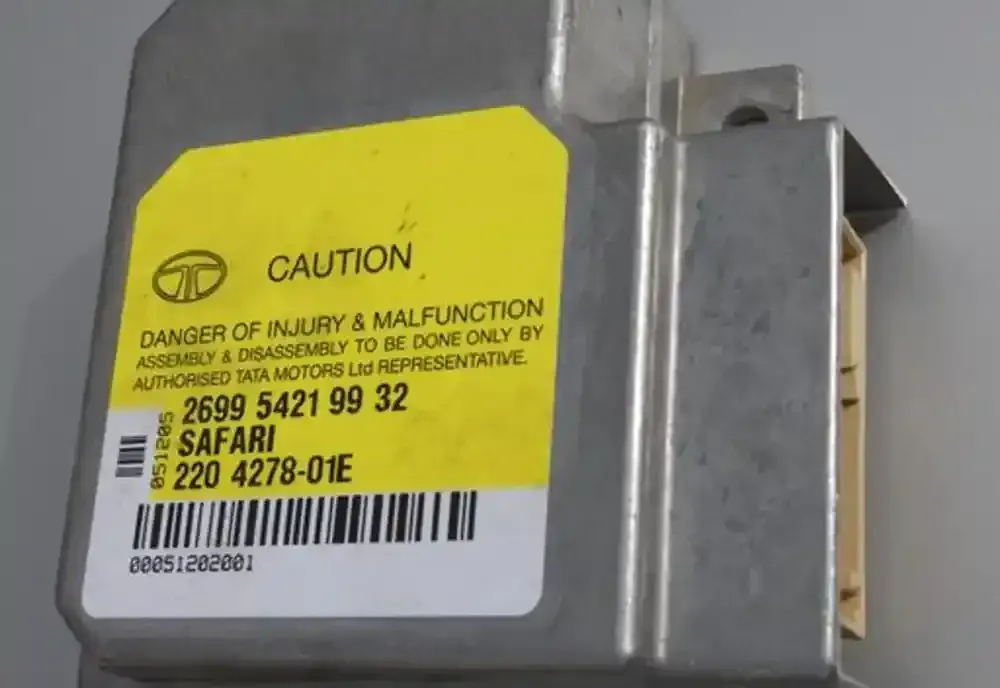 CAUTION
DANGER OF INJURY & MALFUNCTION
ASSEMBLY & DISASSEMBLY TO BE DONE ONLY BY
AUTHORISED TATA MOTORS Ltd REPRESENTATIVE.
2699 5421 99 32
SAFARI
220 4278-01E
051205
00051202001